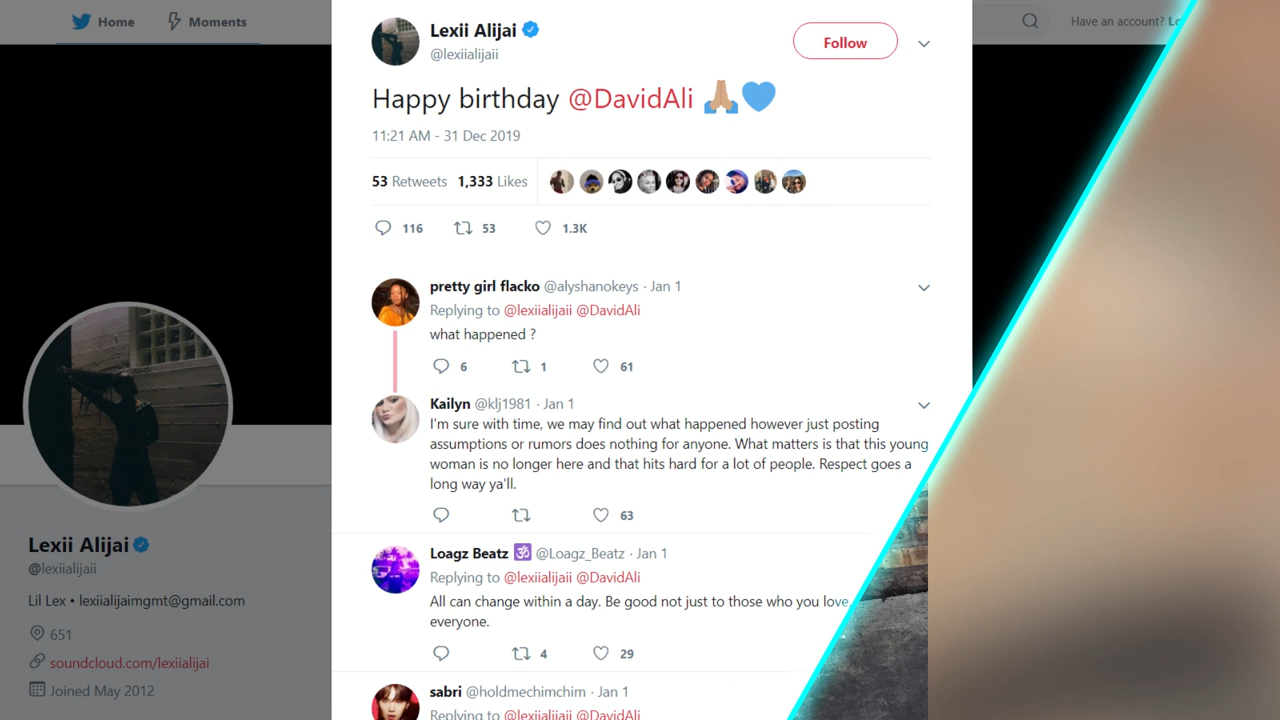 Home
Moments
Have an account?
Lexii Alijai
@lexiialijaii
Follow
Happy birthday @DavidAli 🙏🏼💙
11:21 AM - 31 Dec 2019
53 Retweets 1,333 Likes
116 53 1.3K
pretty girl flacko @alyshanokeys · Jan 1
Replying to @lexiialijaii @DavidAli
what happened ?
6 1 61
Kailyn @klj1981 · Jan 1
I'm sure with time, we may find out what happened however just posting
assumptions or rumors does nothing for anyone. What matters is that this young
woman is no longer here and that hits hard for a lot of people. Respect goes a
long way ya'll.
63
Loagz Beatz 🕉 @Loagz_Beatz · Jan 1
Replying to @lexiialijaii @DavidAli
All can change within a day. Be good not just to those who you love,
everyone.
4 29
sabri @holdmechimchim · Jan 1
Replying to @lexiialijaii @DavidAli
Lexii Alijai
@lexiialijaii
Lil Lex • lexiialijaimgmt@gmail.com
651
soundcloud.com/lexiialijai
Joined May 2012